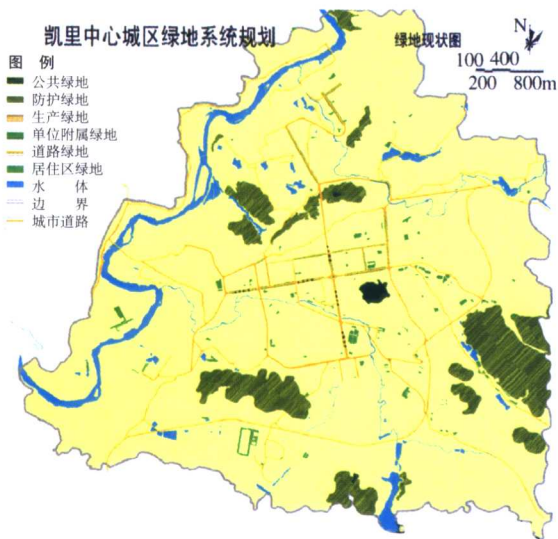 凯里中心城区绿地系统规划
绿地现状图
N
100 400
200 800m
图 例
公共绿地
防护绿地
生产绿地
单位附属绿地
道路绿地
居住区绿地
水 体
边 界
城市道路